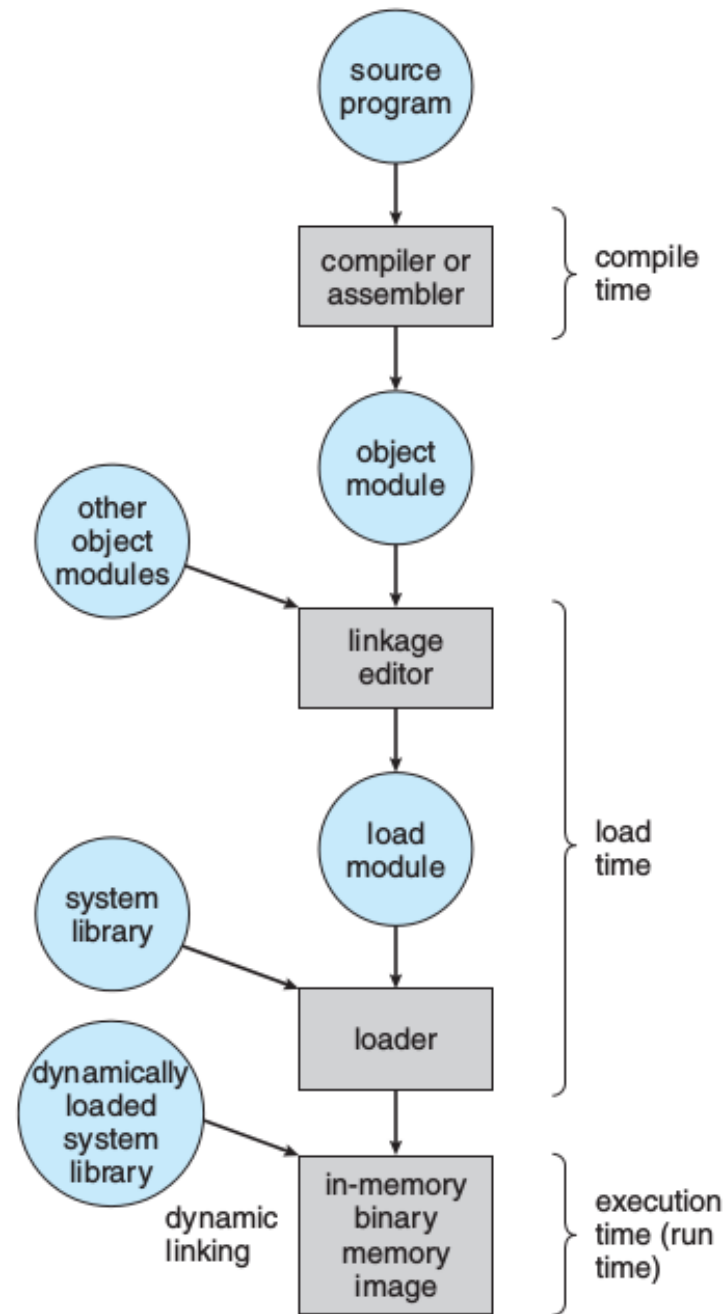 source
program
compiler or
assembler
compile
time
object
module
other
object
modules
linkage
editor
load
module
load
time
system
library
loader
dynamically
loaded
system
library
dynamic
linking
in-memory
binary
memory
image
execution
time (run
time)